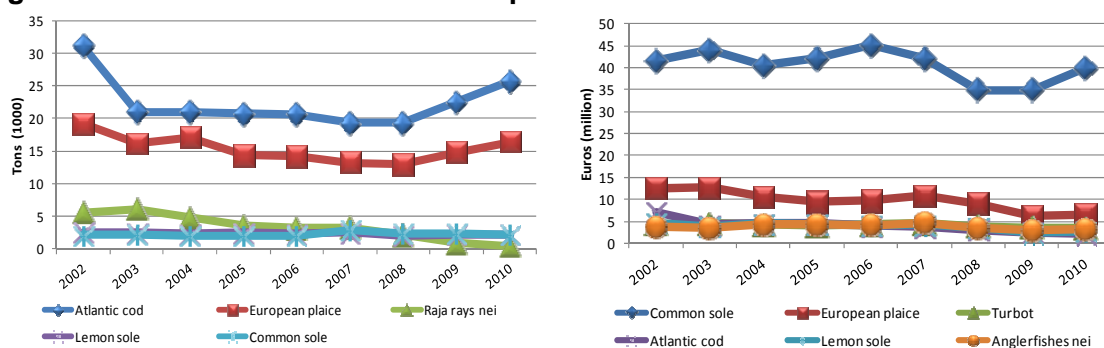 35
30
25
20
15
10
5
0
Tons (1000)
2002 2003 2004 2005 2006 2007 2008 2009 2010
Atlantic cod European plaice Raja rays nei
Lemon sole Common sole
50
45
40
35
30
25
20
15
10
5
0
Euros (million)
2002 2003 2004 2005 2006 2007 2008 2009 2010
Common sole European plaice Turbot
Atlantic cod Lemon sole Anglerfishes nei